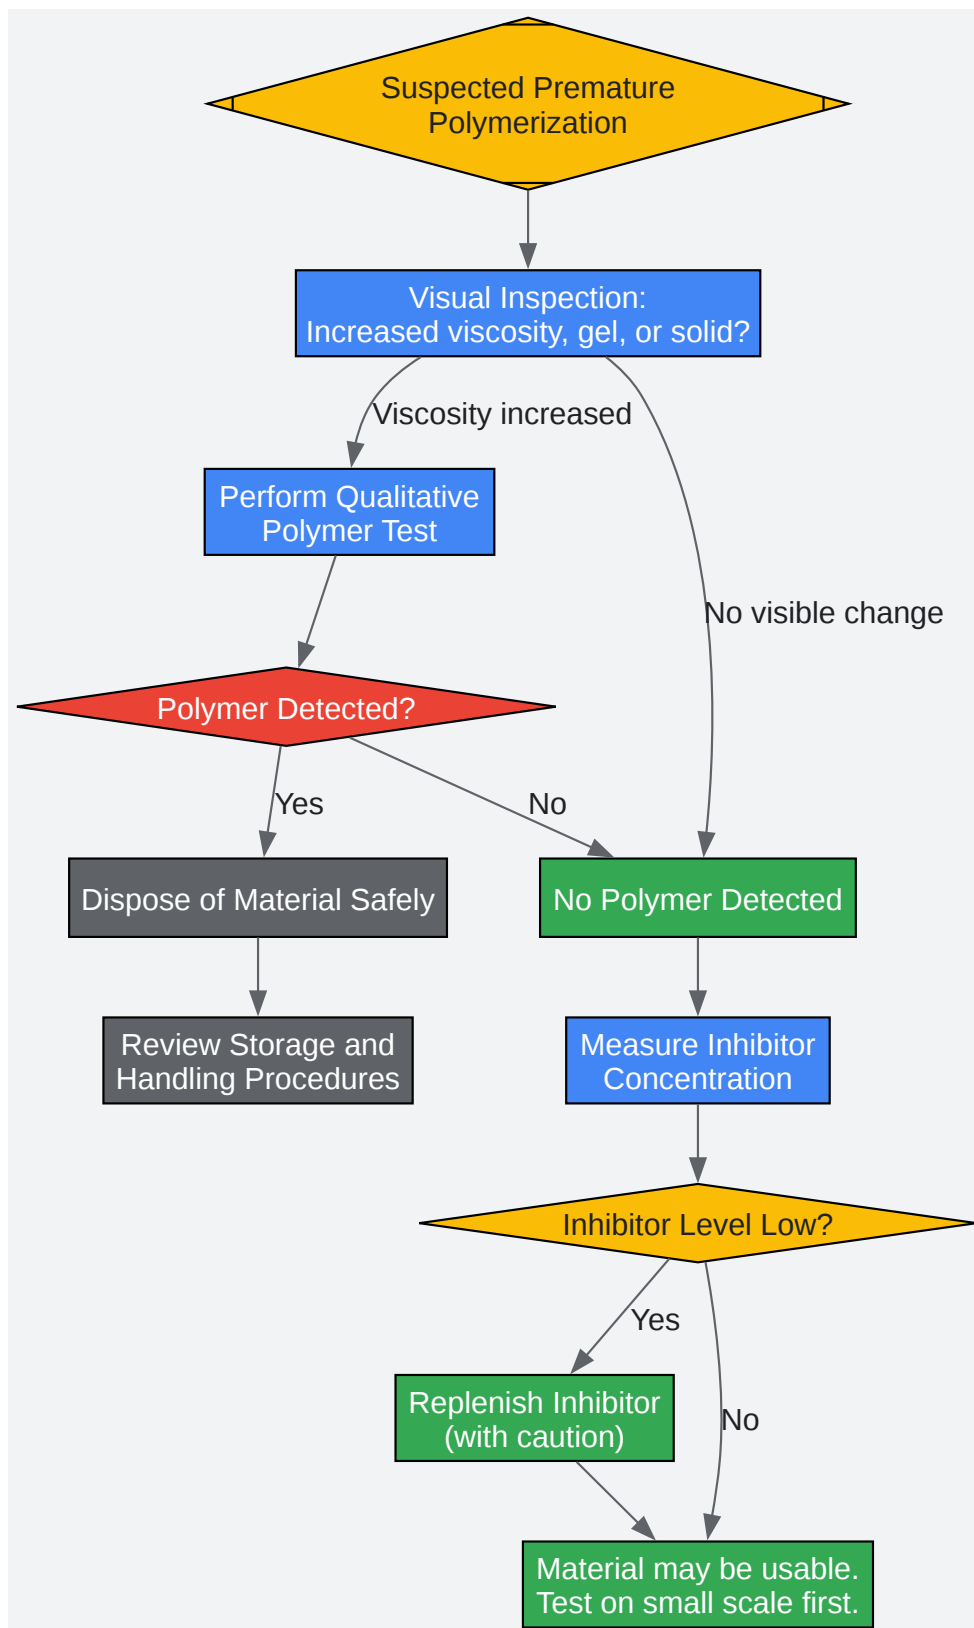 Suspected Premature
Polymerization
Visual Inspection:
Increased viscosity, gel, or solid?
Viscosity increased
Perform Qualitative
Polymer Test
No visible change
Polymer Detected?
Yes
No
Dispose of Material Safely
No Polymer Detected
Review Storage and
Handling Procedures
Measure Inhibitor
Concentration
Inhibitor Level Low?
Yes
Replenish Inhibitor
(with caution)
No
Material may be usable.
Test on small scale first.